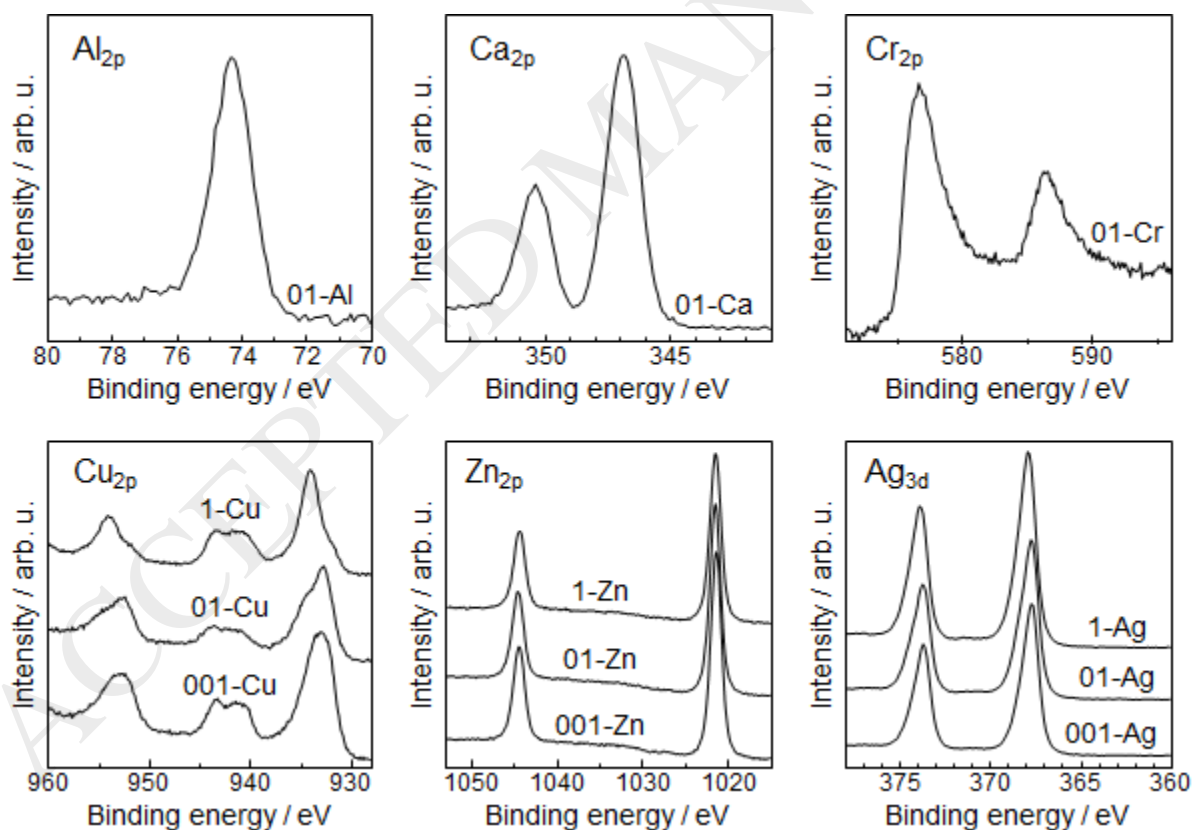 Al2p
Intensity / arb. u.
01-Al
80 78 76 74 72 70
Binding energy / eV
Ca2p
Intensity / arb. u.
01-Ca
350 345
Binding energy / eV
Cr2p
Intensity / arb. u.
01-Cr
580 590
Binding energy / eV
Cu2p
Intensity / arb. u.
1-Cu
01-Cu
001-Cu
960 950 940 930
Binding energy / eV
Zn2p
Intensity / arb. u.
1-Zn
01-Zn
001-Zn
1050 1040 1030 1020
Binding energy / eV
Ag3d
Intensity / arb. u.
1-Ag
01-Ag
001-Ag
375 370 365 360
Binding energy / eV
ACCEPTED MAN